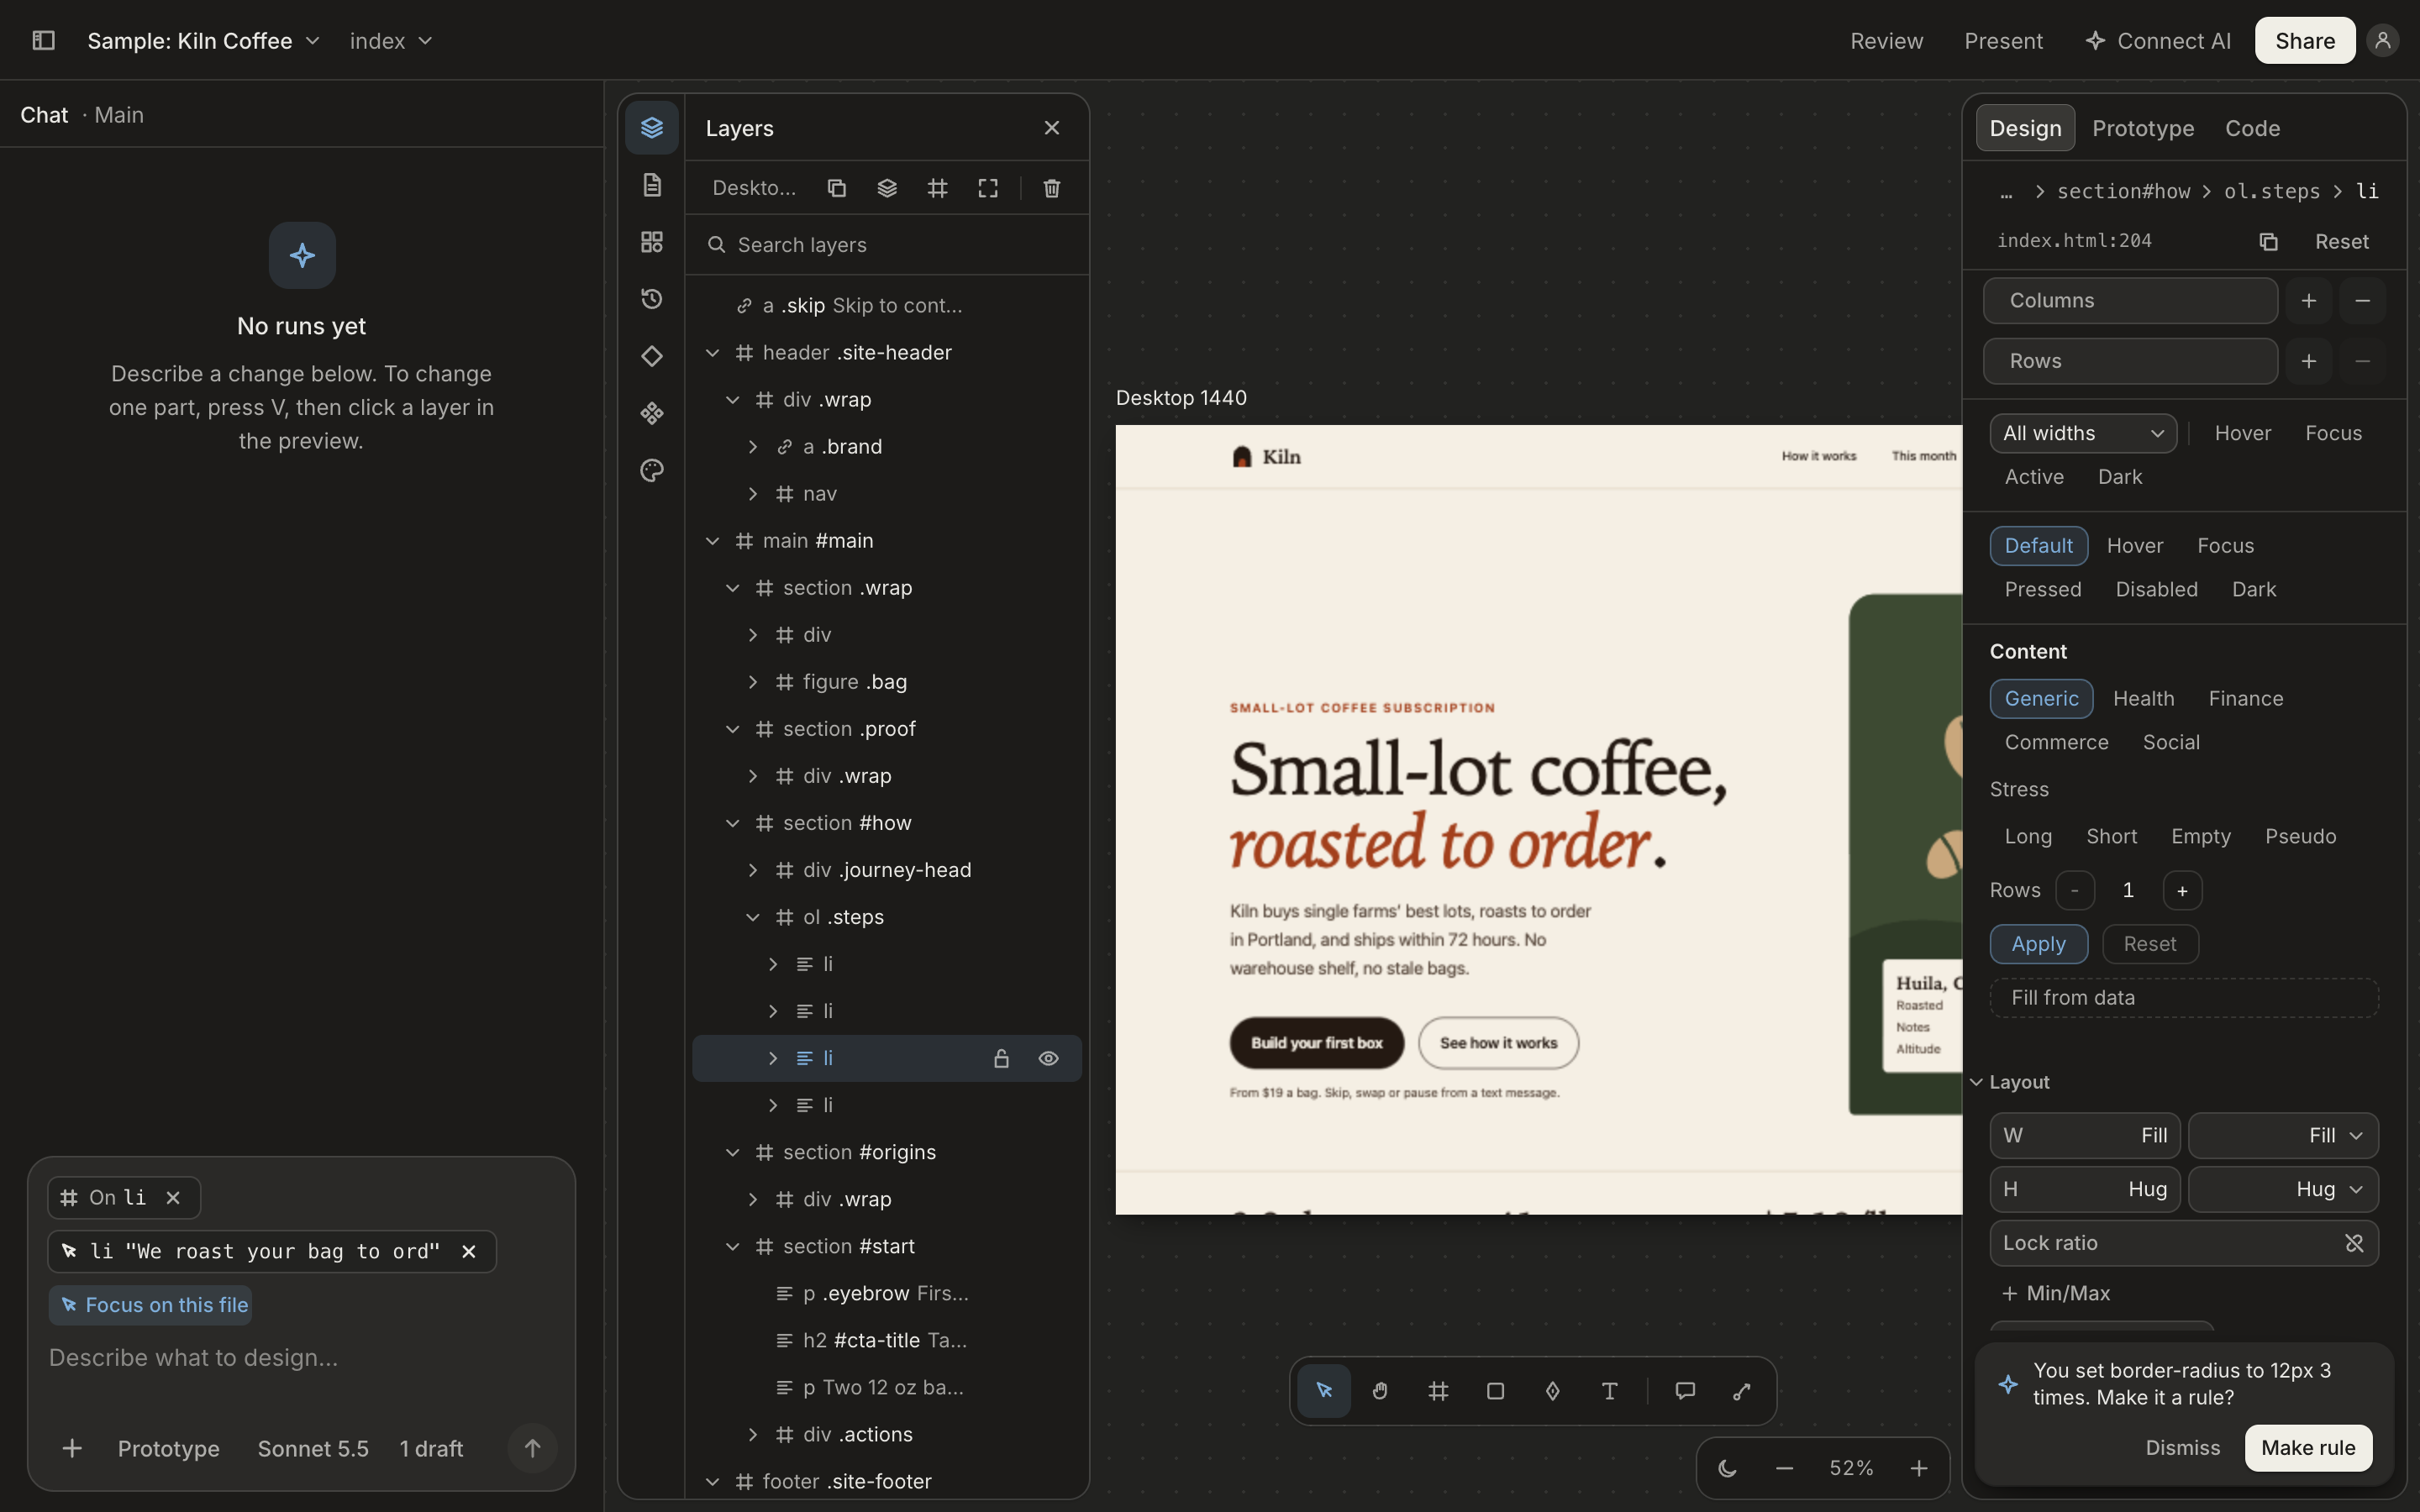 Sample: Kiln Coffee
index
Review
Present
Connect AI
Share
Chat · Main
No runs yet
Describe a change below. To change
one part, press V, then click a layer in
the preview.
On li
li "We roast your bag to ord"
Focus on this file
Describe what to design...
Prototype
Sonnet 5.5
1 draft
Layers
Deskto...
Search layers
a .skip Skip to cont...
header .site-header
div .wrap
a .brand
nav
main #main
section .wrap
div
figure .bag
section .proof
div .wrap
section #how
div .journey-head
ol .steps
li
li
li
li
section #origins
div .wrap
section #start
p .eyebrow Firs...
h2 #cta-title Ta...
p Two 12 oz ba...
div .actions
footer .site-footer
Desktop 1440
Kiln
How it works
This month
SMALL-LOT COFFEE SUBSCRIPTION
Small-lot coffee,
roasted to order.
Kiln buys single farms' best lots, roasts to order
in Portland, and ships within 72 hours. No
warehouse shelf, no stale bags.
Build your first box
See how it works
From $19 a bag. Skip, swap or pause from a text message.
Huila, C
Roasted
Notes
Altitude
52%
Design
Prototype
Code
... > section#how > ol.steps > li
index.html:204
Reset
Columns
Rows
All widths
Hover
Focus
Active
Dark
Default
Hover
Focus
Pressed
Disabled
Dark
Content
Generic
Health
Finance
Commerce
Social
Stress
Long
Short
Empty
Pseudo
Rows - 1 +
Apply
Reset
Fill from data
Layout
W Fill
Fill
H Hug
Hug
Lock ratio
+ Min/Max
You set border-radius to 12px 3
times. Make it a rule?
Dismiss
Make rule